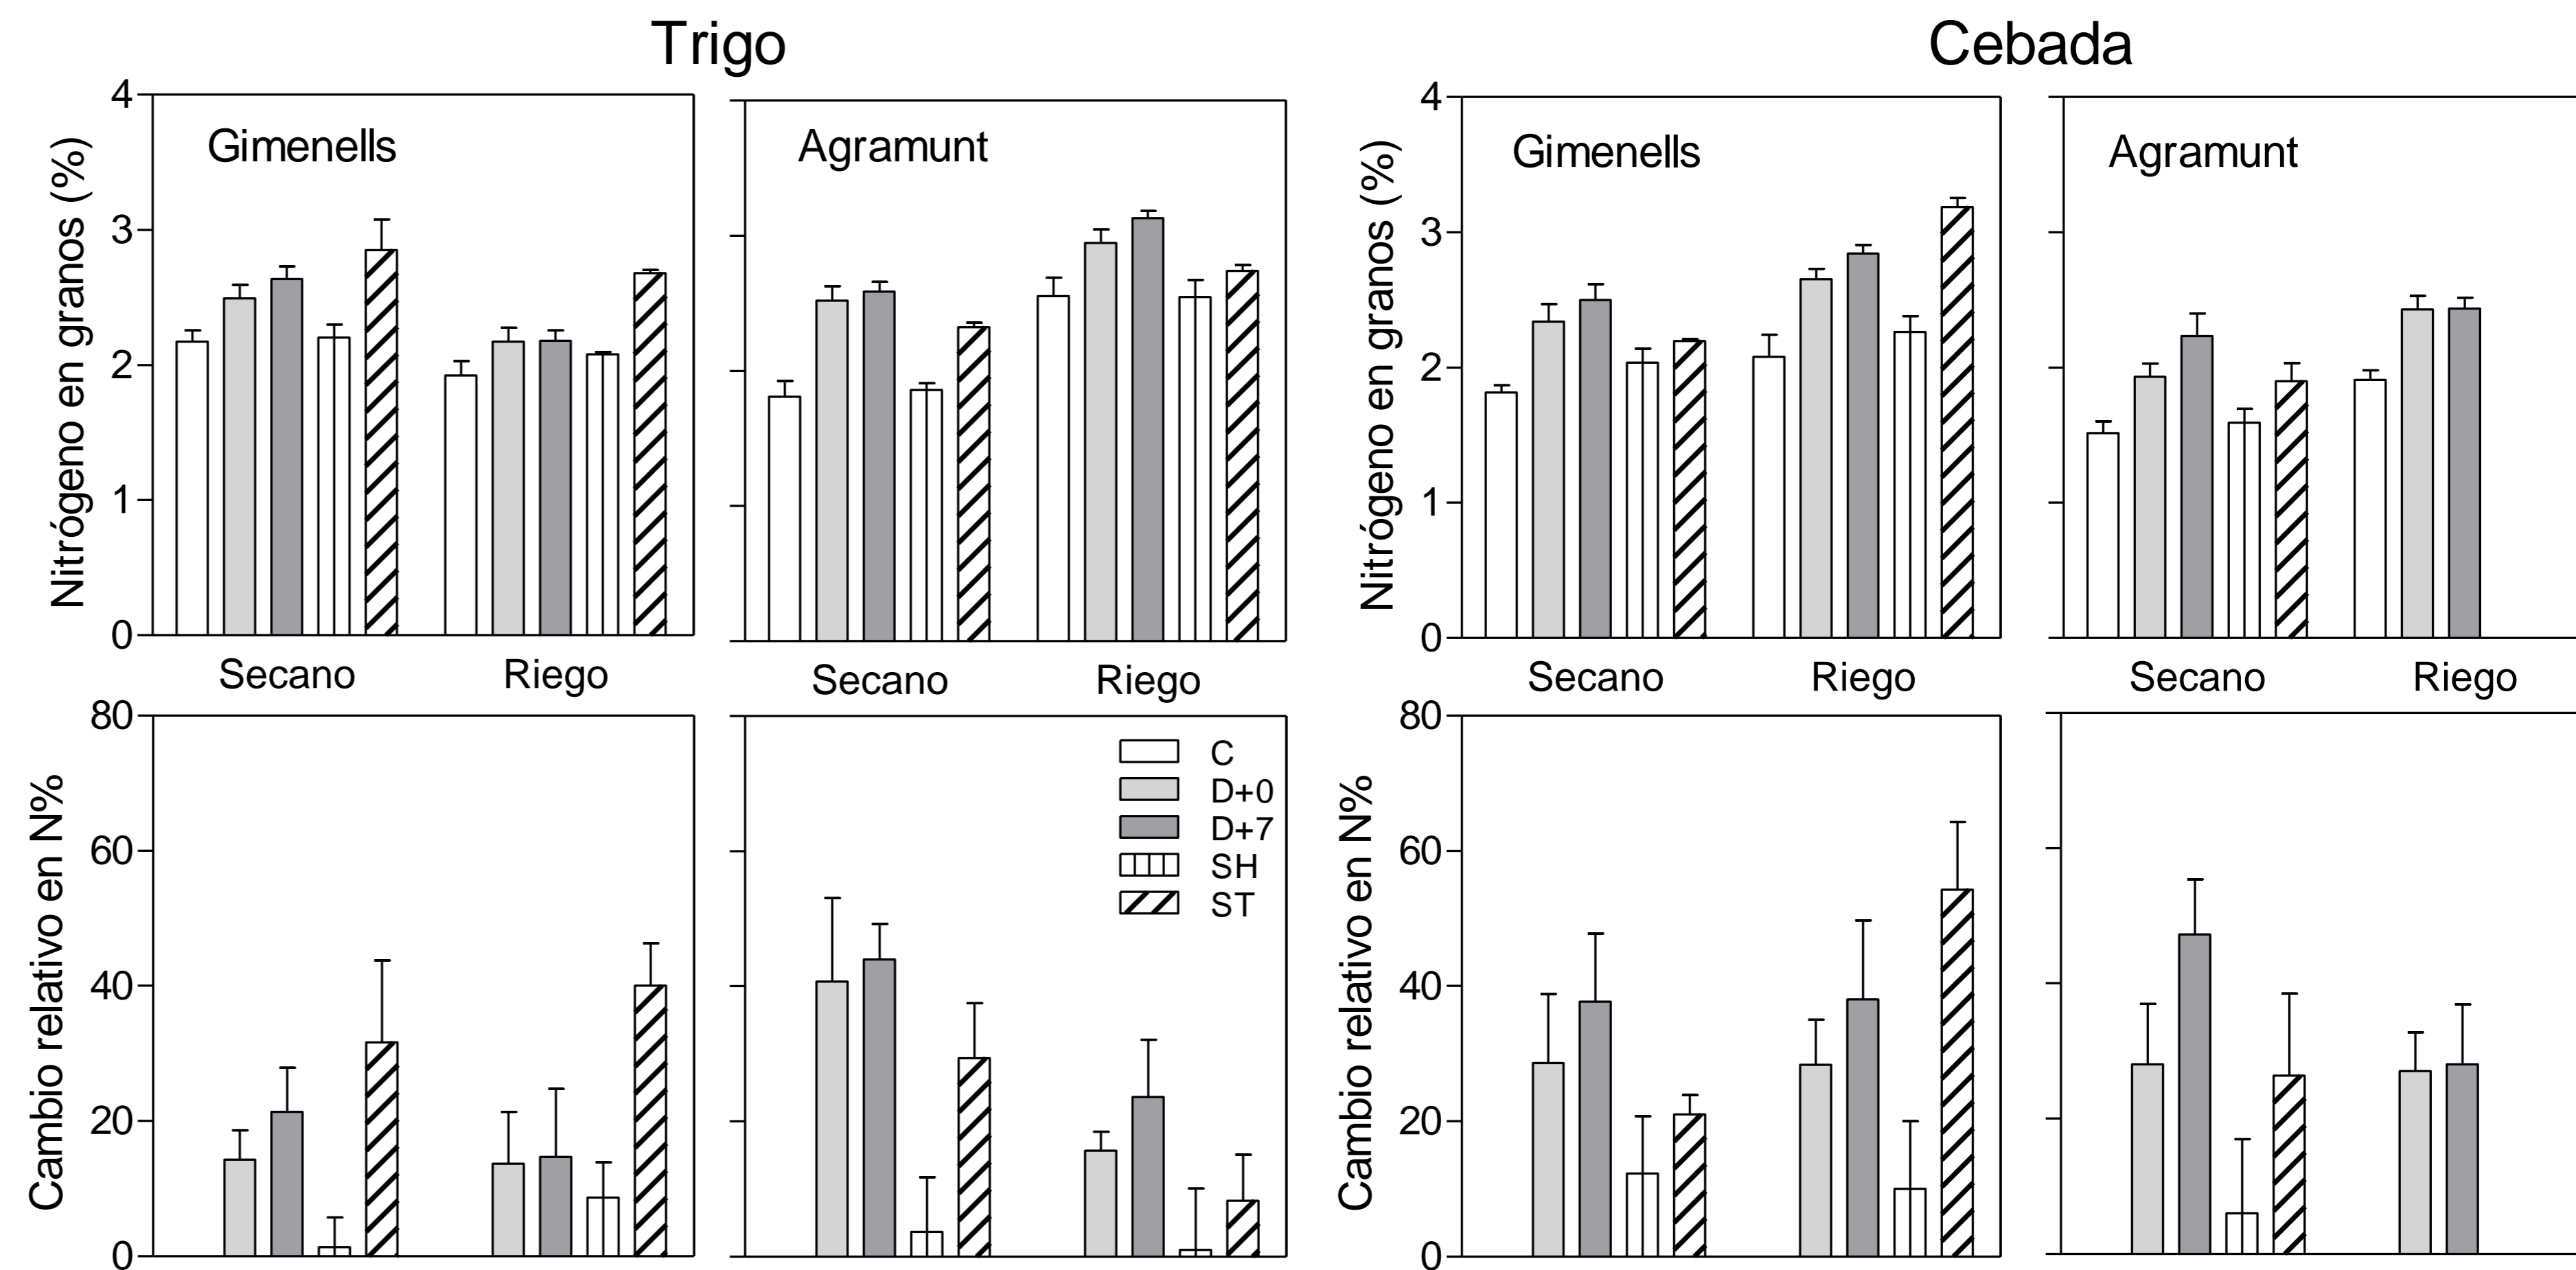 Trigo
Cebada
Nitrógeno en granos (%)
4
3
2
1
0
Gimenells
Secano
Riego
Agramunt
Secano
Riego
Nitrógeno en granos (%)
4
3
2
1
0
Gimenells
Secano
Riego
Agramunt
Secano
Riego
Cambio relativo en N%
80
60
40
20
0
C
D+0
D+7
SH
ST
Cambio relativo en N%
80
60
40
20
0